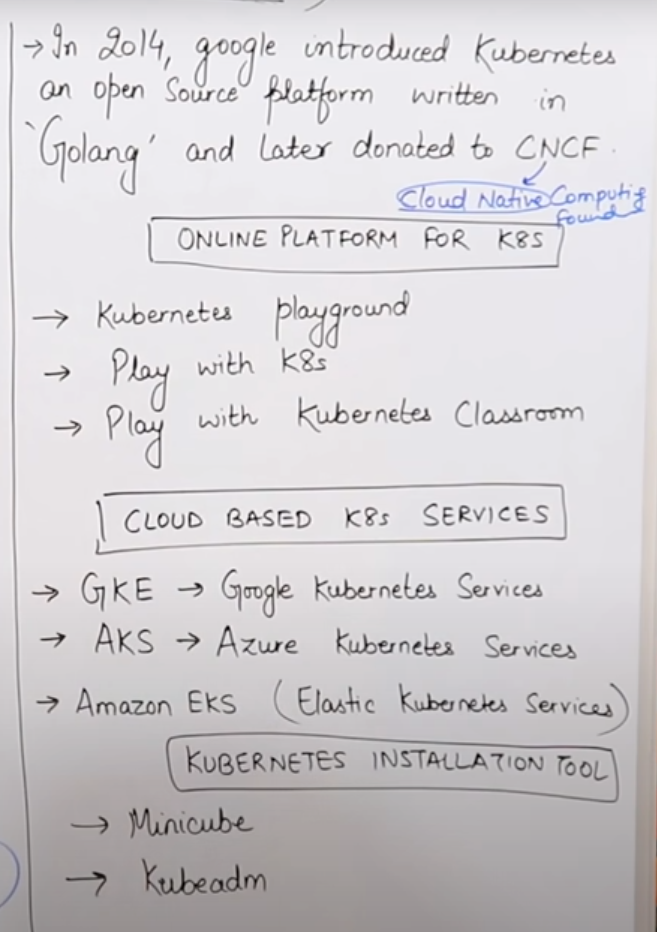 → In 2014, google introduced Kubernetes
an open Source platform written in
'Golang' and Later donated to CNCF.
Cloud Native Computig
found
ONLINE PLATFORM FOR K8S
→ Kubernetes playground
→ Play with K8s
→ Play with Kubernetes Classroom
CLOUD BASED K8s SERVICES
→ GKE → Google Kubernetes Services
→ AKS → Azure Kubernetes Services
→ Amazon EKS (Elastic Kubernetes Services)
KUBERNETES INSTALLATION TOOL
→ Minicube
→ Kubeadm